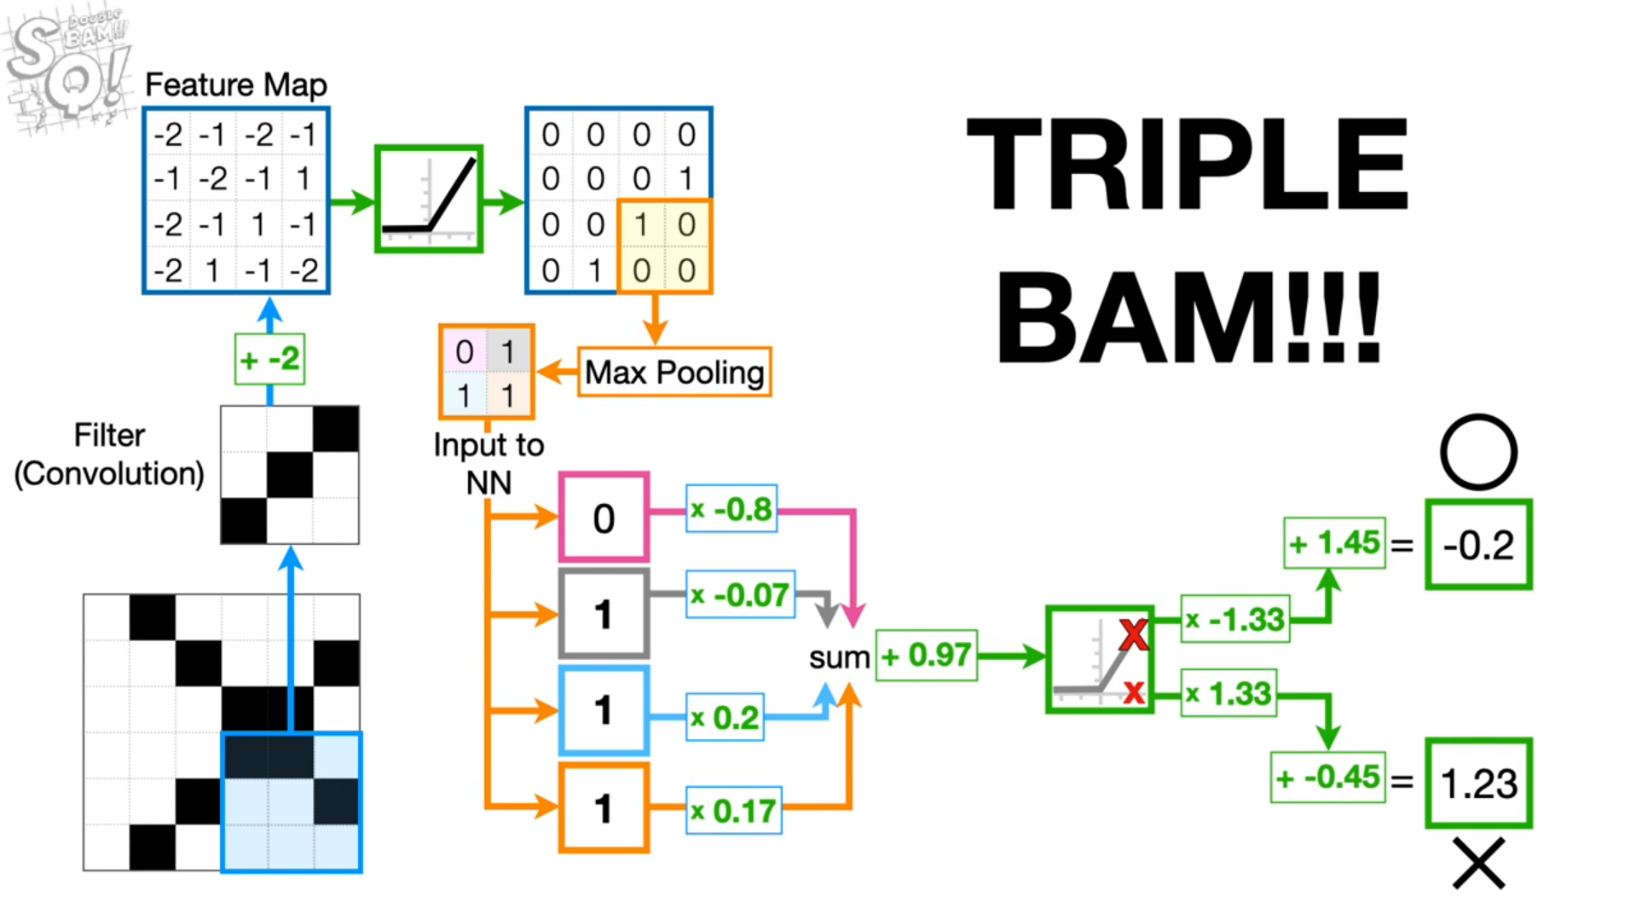 DOUBLE
BAM!!!
SQ!
Feature Map
-2 -1 -2 -1
-1 -2 -1 1
-2 -1 1 -1
-2 1 -1 -2
0 0 0 0
0 0 0 1
0 0 1 0
0 1 0 0
TRIPLE
BAM!!!
+ -2
0 1
1 1
Max Pooling
Filter
(Convolution)
Input to
NN
0
x -0.8
1
x -0.07
1
x 0.2
1
x 0.17
sum
+ 0.97
x -1.33
x 1.33
+ 1.45 = -0.2
+ -0.45 = 1.23